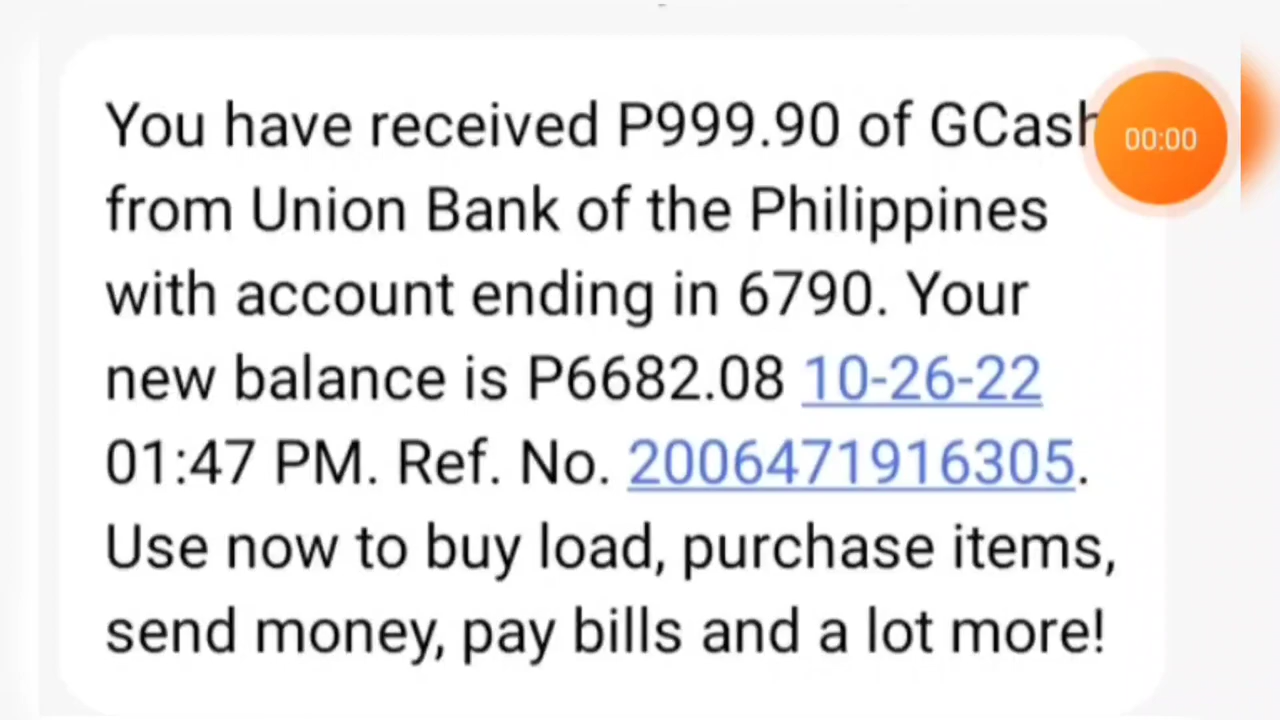 You have received P999.90 of GCash
from Union Bank of the Philippines
with account ending in 6790. Your
new balance is P6682.08 10-26-22
01:47 PM. Ref. No. 2006471916305.
Use now to buy load, purchase items,
send money, pay bills and a lot more!
00:00